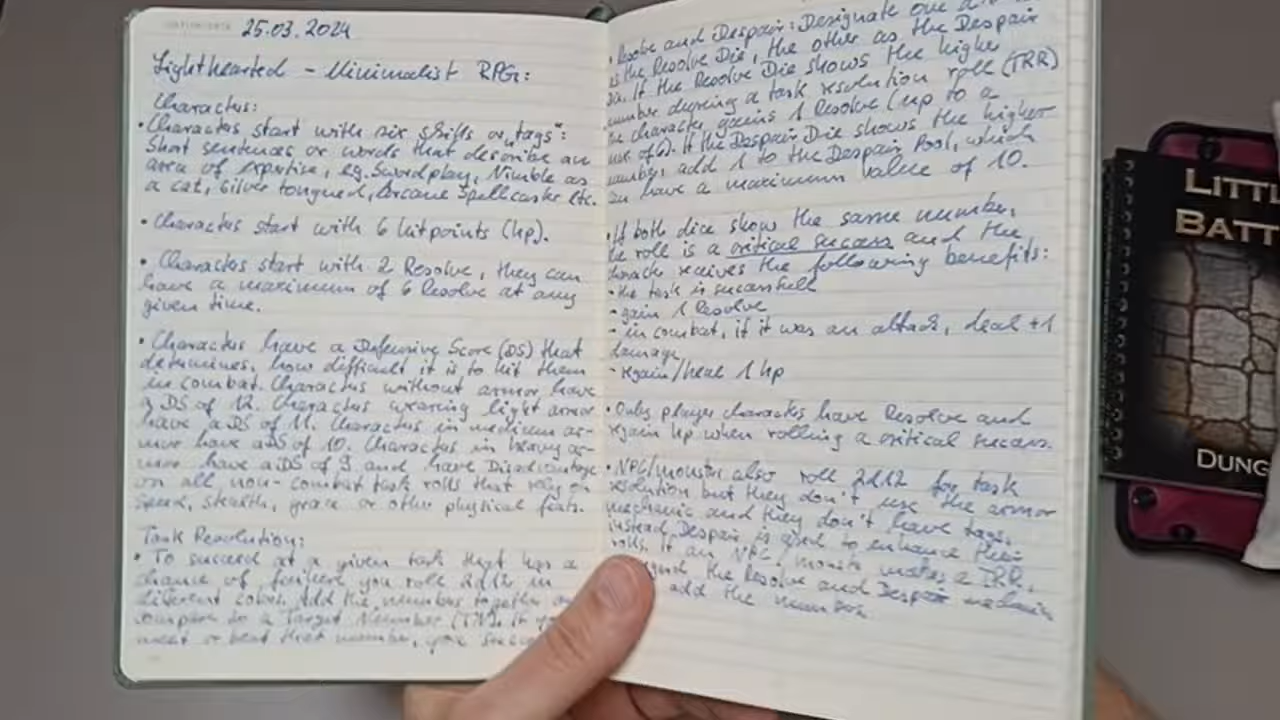 25.03.2024
Lighthearted - Minimalist RPG:
Characters:
• Characters start with six skills or "tags":
Short sentences or words that describe an
area of expertise, eg. Swordplay, Nimble as
a cat, Silver tongued, Arcane Spellcaster etc.
• Characters start with 6 hitpoints (hp).
• Characters start with 2 Resolve, they can
have a maximum of 6 Resolve at any
given time.
• Characters have a Defensive Score (DS) that
determines, how difficult it is to hit them
in combat. Characters without armor have
a DS of 12. Characters wearing light armor
have a DS of 11. Characters in medium ar-
mor have a DS of 10. Characters in heavy ar-
mor have a DS of 9 and have Disadvantage
on all non-combat task rolls that rely on
speed, stealth, grace or other physical feats.
Task Resolution:
• To succeed at a given task that has a
chance of failure you roll 2d12 in
different colors. Add the numbers together
compare to a Target Number (TN). If
meet or beat that number, you
• Resolve and Despair: Designate one
as the Resolve Die, the other as the Despair
If the Resolve Die shows the higher
number during a task resolution roll (TRR)
character gains 1 Resolve (up to a
of 6). If the Despair Die shows the higher
number, add 1 to the Despair Pool, which
can have a maximum value of 10.
• If both dice show the same number,
the roll is a critical success and the
character receives the following benefits:
- the task is successfull
- gain 1 Resolve
- in combat, if it was an attack, deal +1
damage
- regain/heal 1 hp
• Only player characters have Resolve and
regain hp when rolling a critical success.
• NPC/monster also roll 2d12 for task
resolution but they don't use the armor
mechanic and they don't have tags,
instead Despair is used to enhance their
rolls. If an NPC/monster makes a TRR,
the Resolve and Despair mechanic
add the numbers.
LITTL
BATT
DUNG